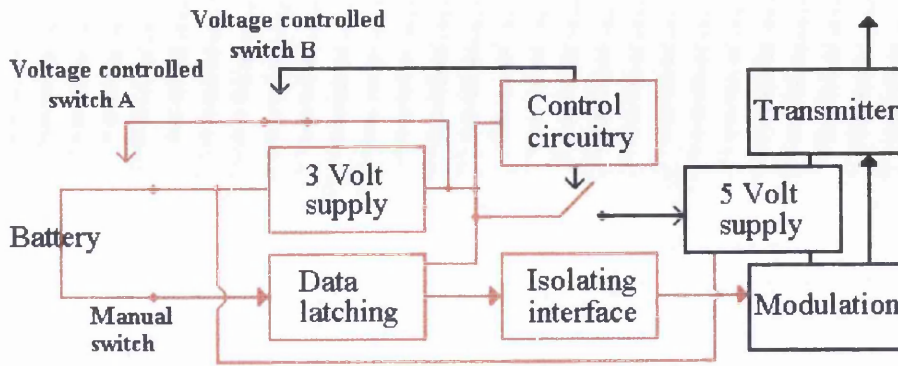 Voltage controlled
switch B
Voltage controlled
switch A
Control
circuitry
Transmitter
3 Volt
supply
5 Volt
supply
Battery
Data
latching
Isolating
interface
Modulation
Manual
switch